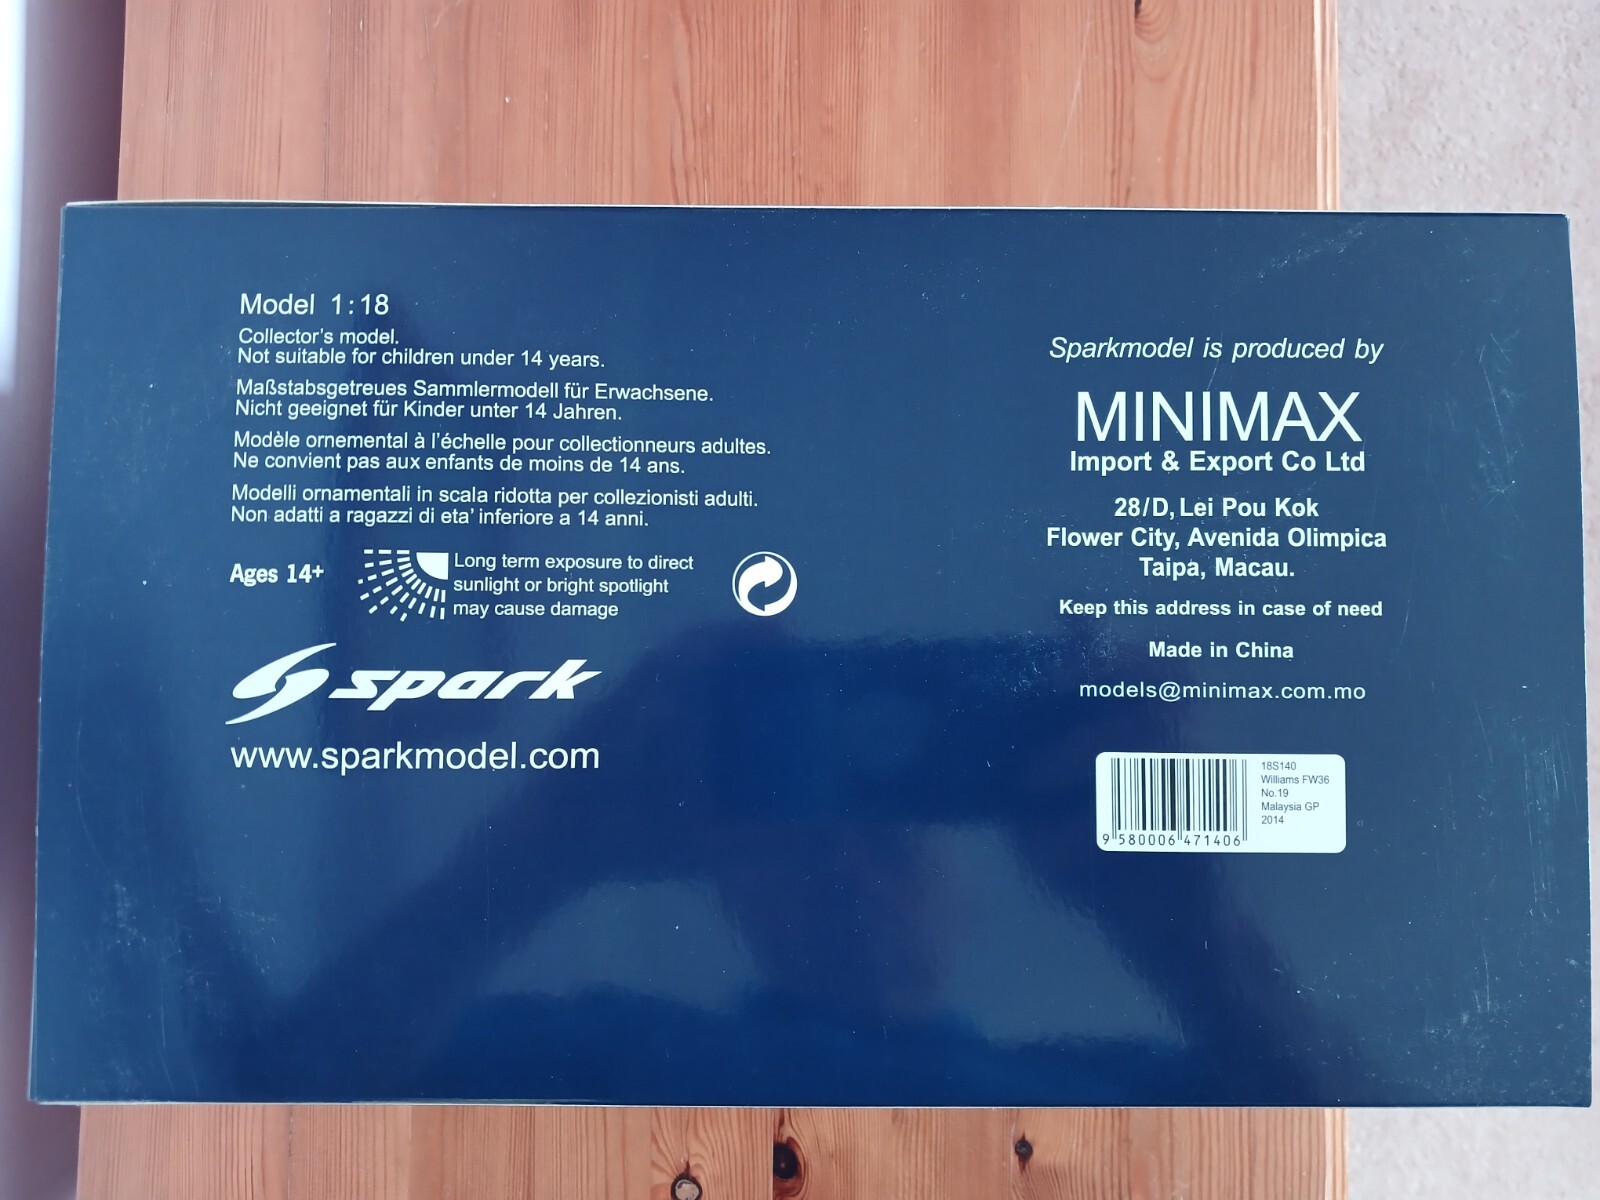 Model 1:18
Collector's model.
Not suitable for children under 14 years.
Maßstabsgetreues Sammlermodell für Erwachsene.
Nicht geeignet für Kinder unter 14 Jahren.
Modèle ornemental à l'échelle pour collectionneurs adultes.
Ne convient pas aux enfants de moins de 14 ans.
Modelli ornamentali in scala ridotta per collezionisti adulti.
Non adatti a ragazzi di eta' inferiore a 14 anni.
Ages 14+
Long term exposure to direct
sunlight or bright spotlight
may cause damage
spark
www.sparkmodel.com
Sparkmodel is produced by
MINIMAX
Import & Export Co Ltd
28/D, Lei Pou Kok
Flower City, Avenida Olimpica
Taipa, Macau.
Keep this address in case of need
Made in China
models@minimax.com.mo
18S140
Williams FW36
No.19
Malaysia GP
2014
9 580006 471406